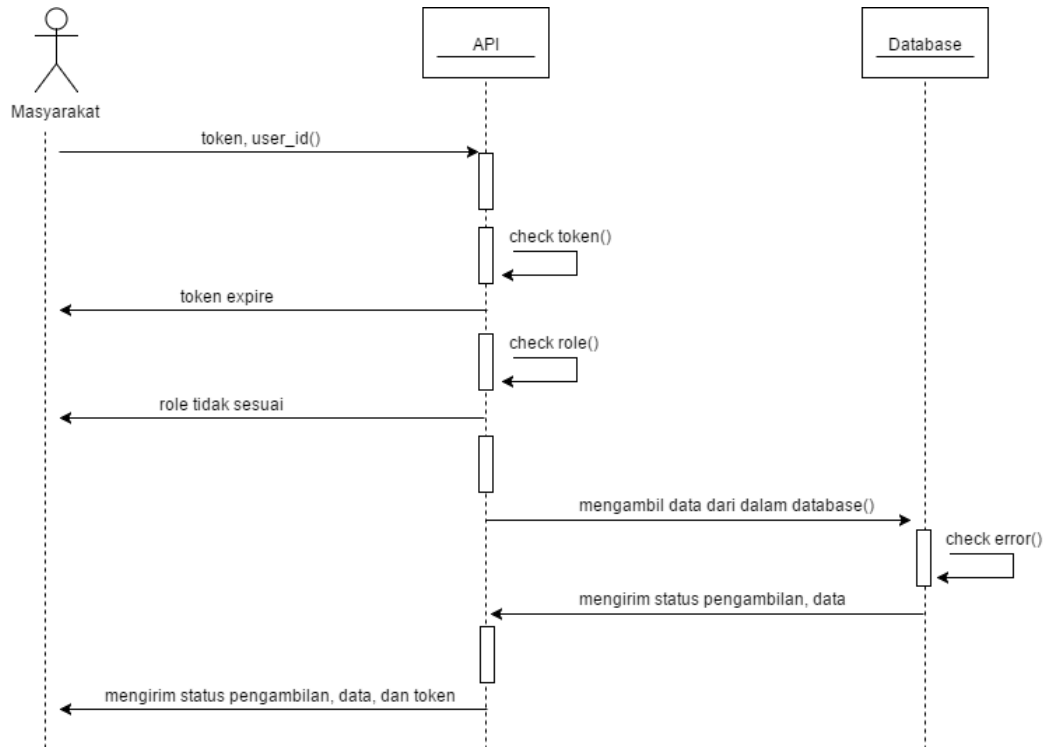 API
Database
Masyarakat
token, user_id()
check token()
token expire
check role()
role tidak sesuai
mengambil data dari dalam database()
check error()
mengirim status pengambilan, data
mengirim status pengambilan, data, dan token